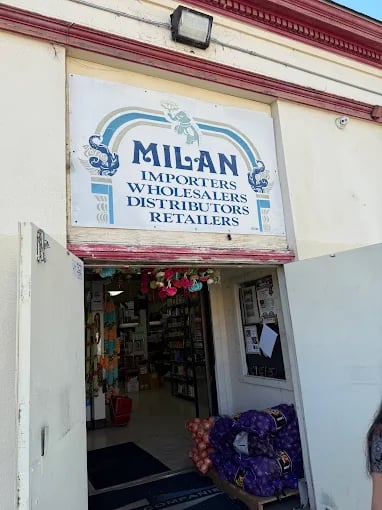 MILAN
IMPORTERS
WHOLESALERS
DISTRIBUTORS
RETAILERS